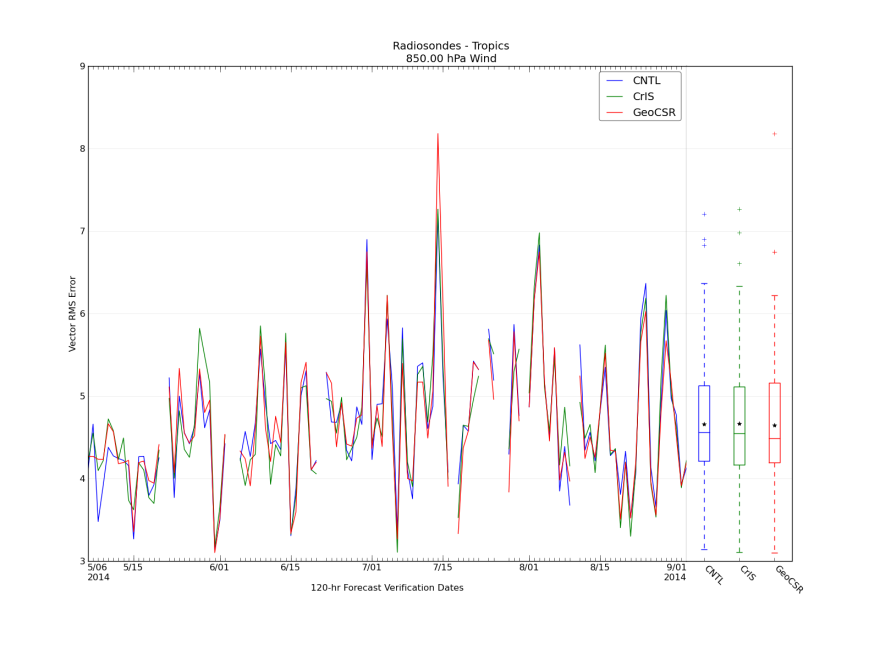 Radiosondes - Tropics
850.00 hPa Wind
CNTL
CrIS
GeoCSR
Vector RMS Error
9
8
7
6
5
4
3
5/06 5/15 6/01 6/15 7/01 7/15 8/01 8/15 9/01
2014 2014
CNTL CrIS GeoCSR
120-hr Forecast Verification Dates